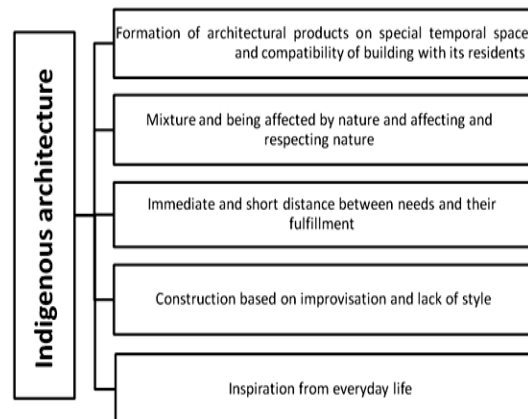 Indigenous architecture
Formation of architectural products on special temporal space
and compatibility of building with its residents
Mixture and being affected by nature and affecting and
respecting nature
Immediate and short distance between needs and their
fulfillment
Construction based on improvisation and lack of style
Inspiration from everyday life